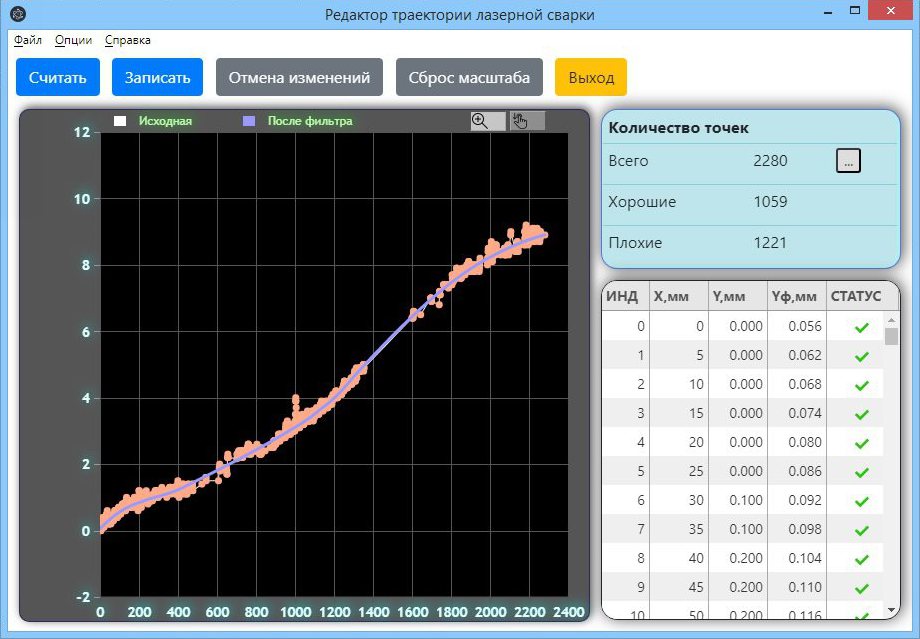 Редактор траектории лазерной сварки
Файл Опции Справка
Считать Записать Отмена изменений Сброс масштаба Выход
Исходная После фильтра
12
10
8
6
4
2
0
-2
0 200 400 600 800 1000 1200 1400 1600 1800 2000 2200 2400
Количество точек
Всего 2280 ...
Хорошие 1059
Плохие 1221
ИНД X,мм Y,мм Yф,мм СТАТУС
0 0 0.000 0.056
1 5 0.000 0.062
2 10 0.000 0.068
3 15 0.000 0.074
4 20 0.000 0.080
5 25 0.000 0.086
6 30 0.100 0.092
7 35 0.100 0.098
8 40 0.200 0.104
9 45 0.200 0.110
10 50 0.200 0.116